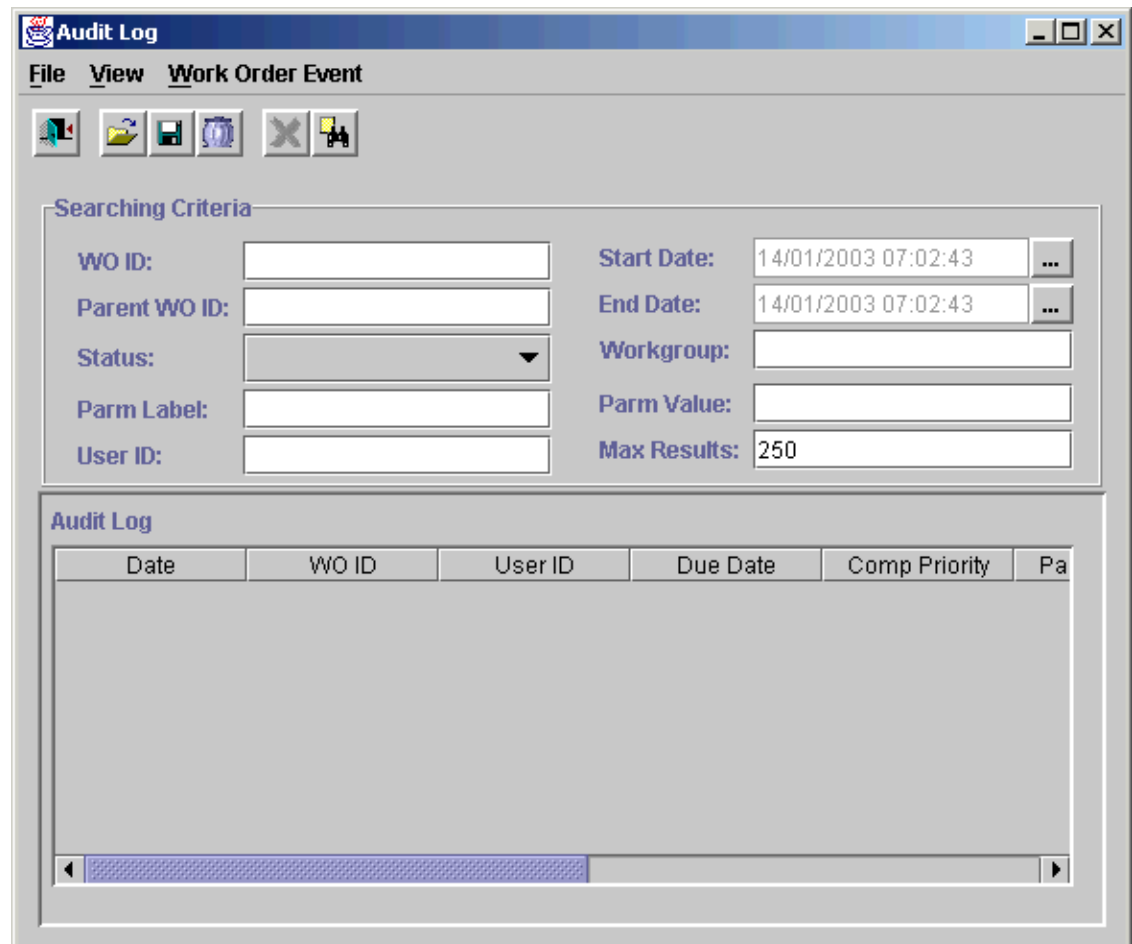 Audit Log
File View Work Order Event
Searching Criteria
WO ID:
Start Date: 14/01/2003 07:02:43 ...
Parent WO ID:
End Date: 14/01/2003 07:02:43 ...
Status:
Workgroup:
Parm Label:
Parm Value:
User ID:
Max Results: 250
Audit Log
Date WO ID User ID Due Date Comp Priority Pa